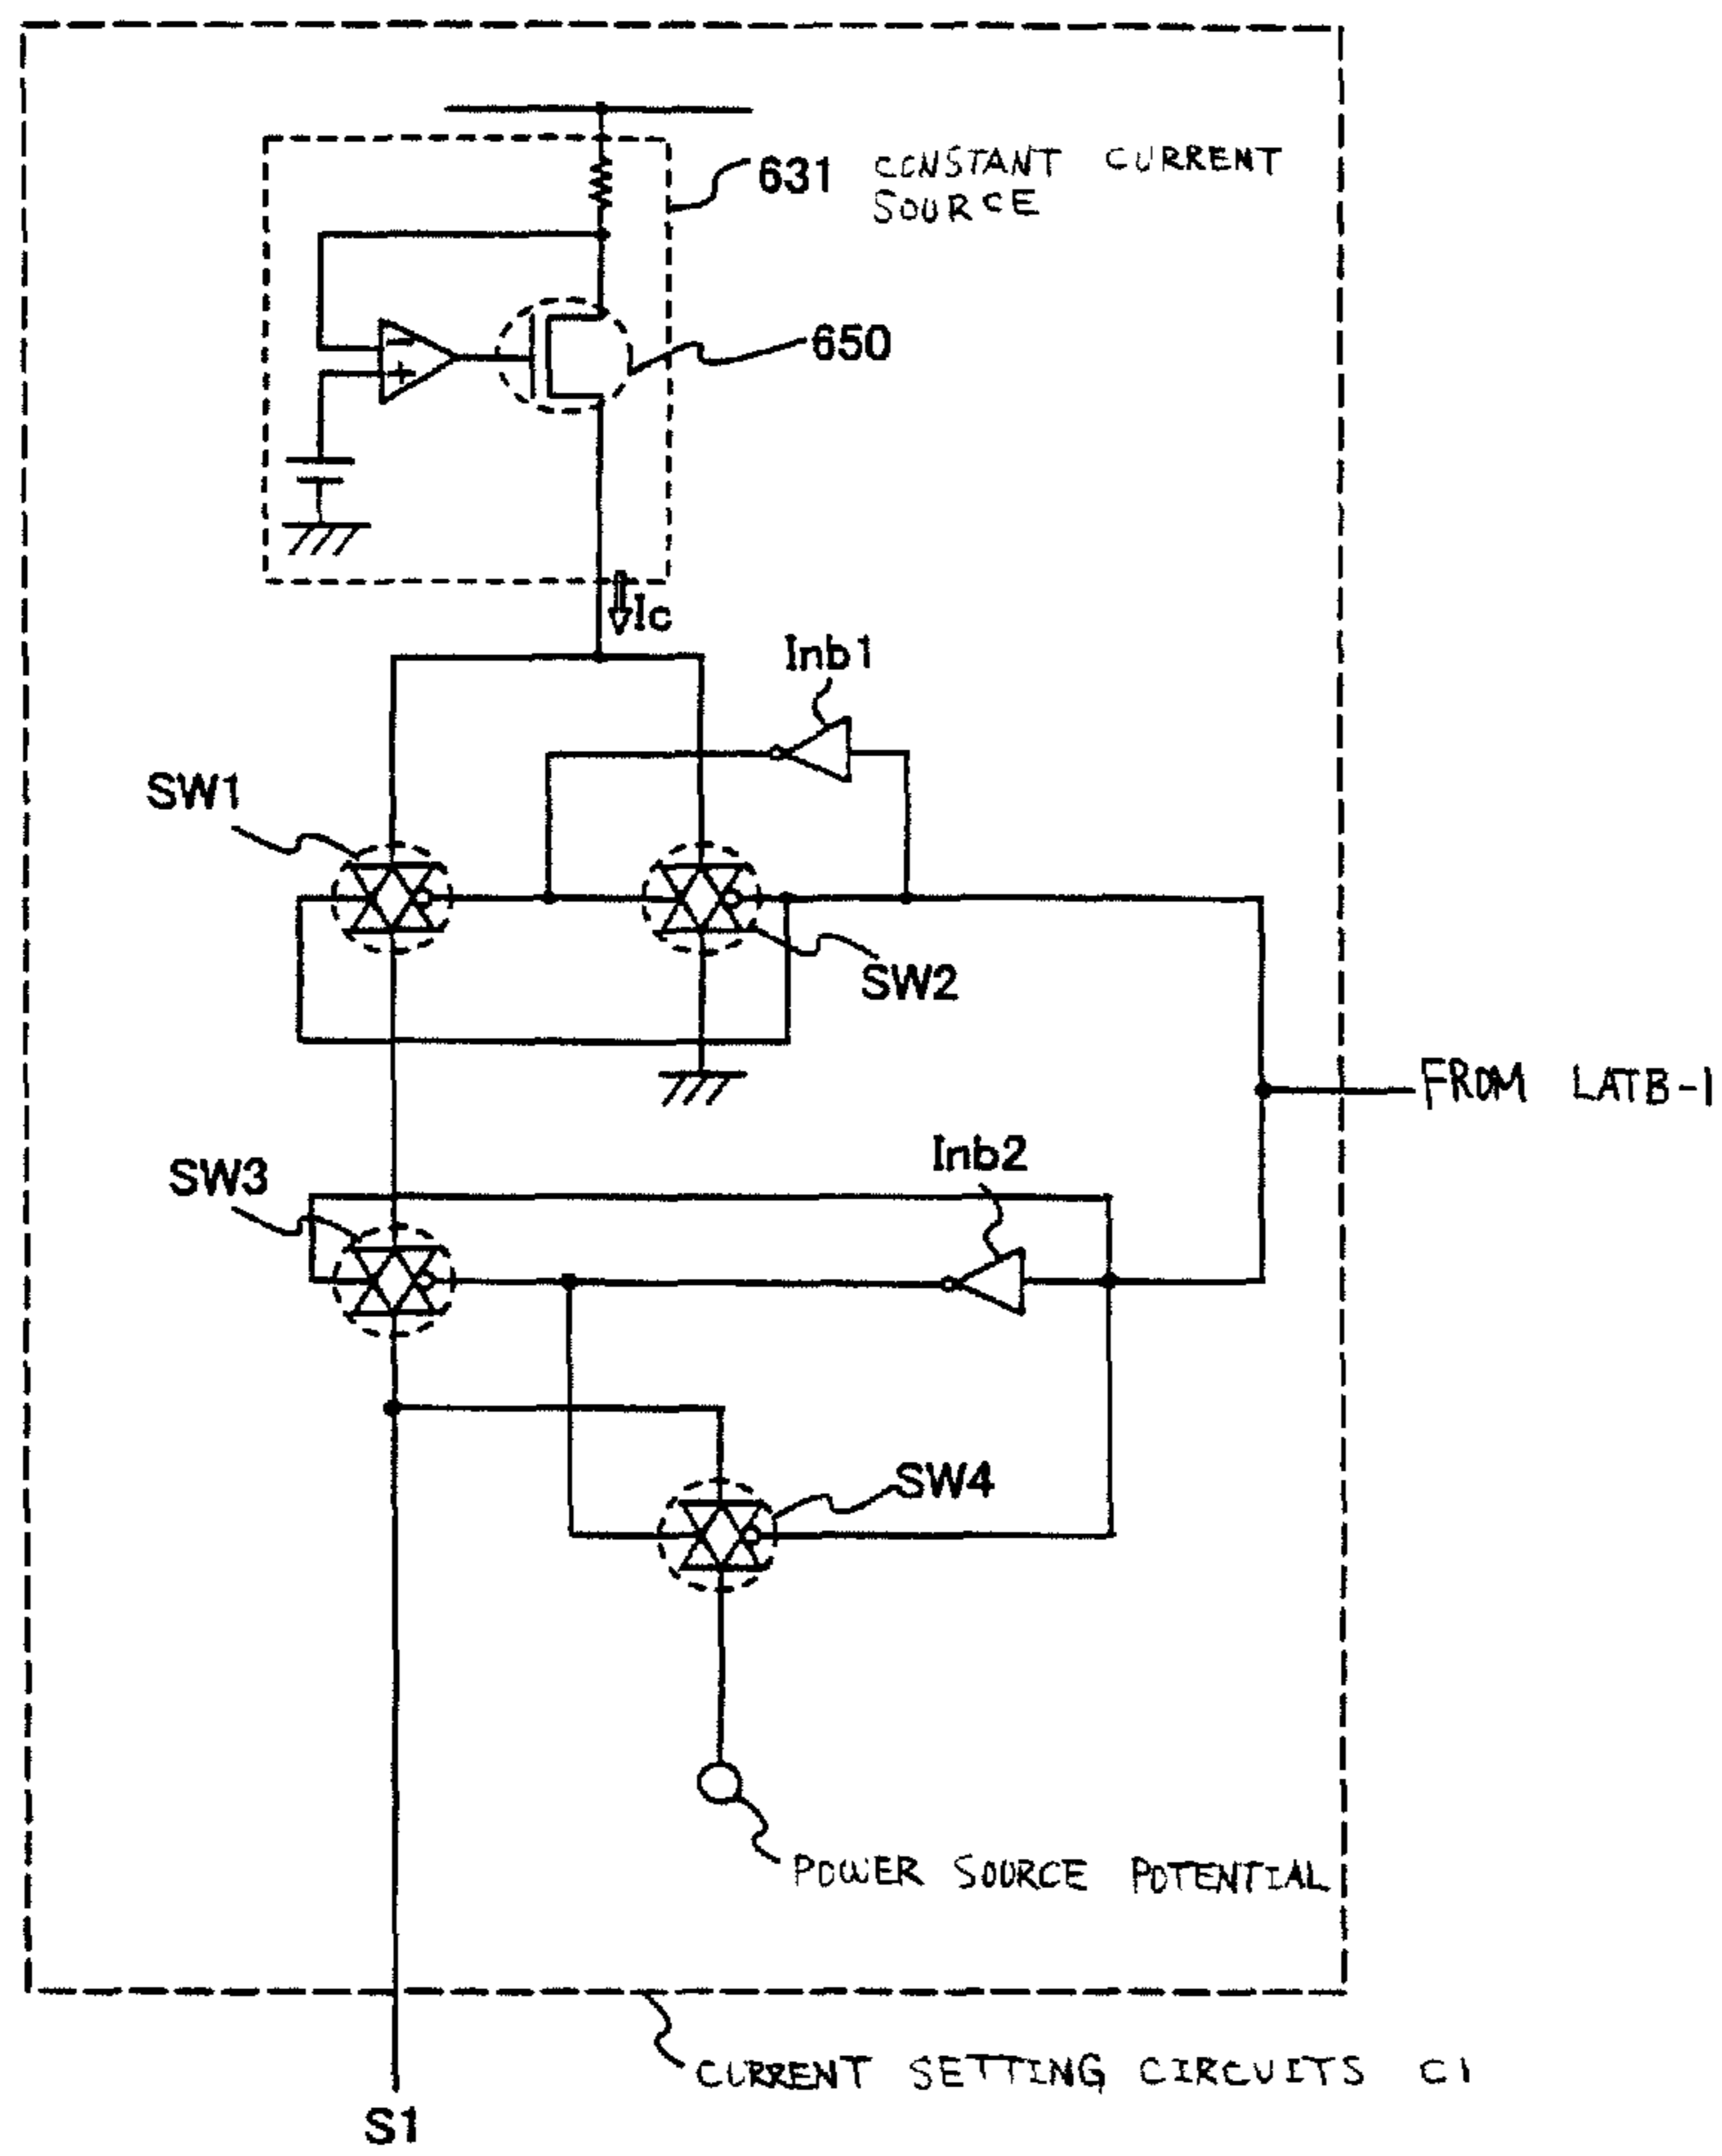 631 CONSTANT CURRENT
SOURCE
650
Ic
Inb1
SW1
SW2
FROM LATB-1
Inb2
SW3
SW4
POWER SOURCE POTENTIAL
CURRENT SETTING CIRCUITS C1
S1